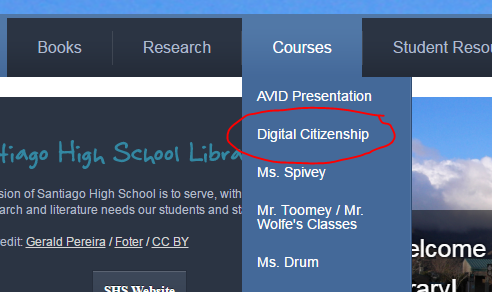 Books Research Courses Student
AVID Presentation
Digital Citizenship
tiago High School Libra
Ms. Spivey
sion of Santiago High School is to serve, with
arch and literature needs our students and st
Mr. Toomey / Mr.
Wolfe's Classes
edit: Gerald Pereira / Foter / CC BY
elcome
Ms. Drum
rary!
SHS Website